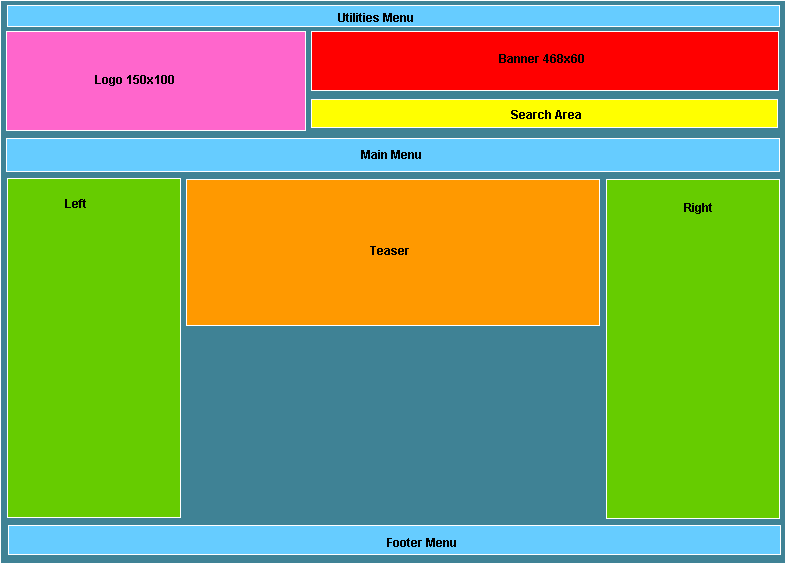 Utilities Menu
Logo 150x100
Banner 468x60
Search Area
Main Menu
Left
Teaser
Right
Footer Menu